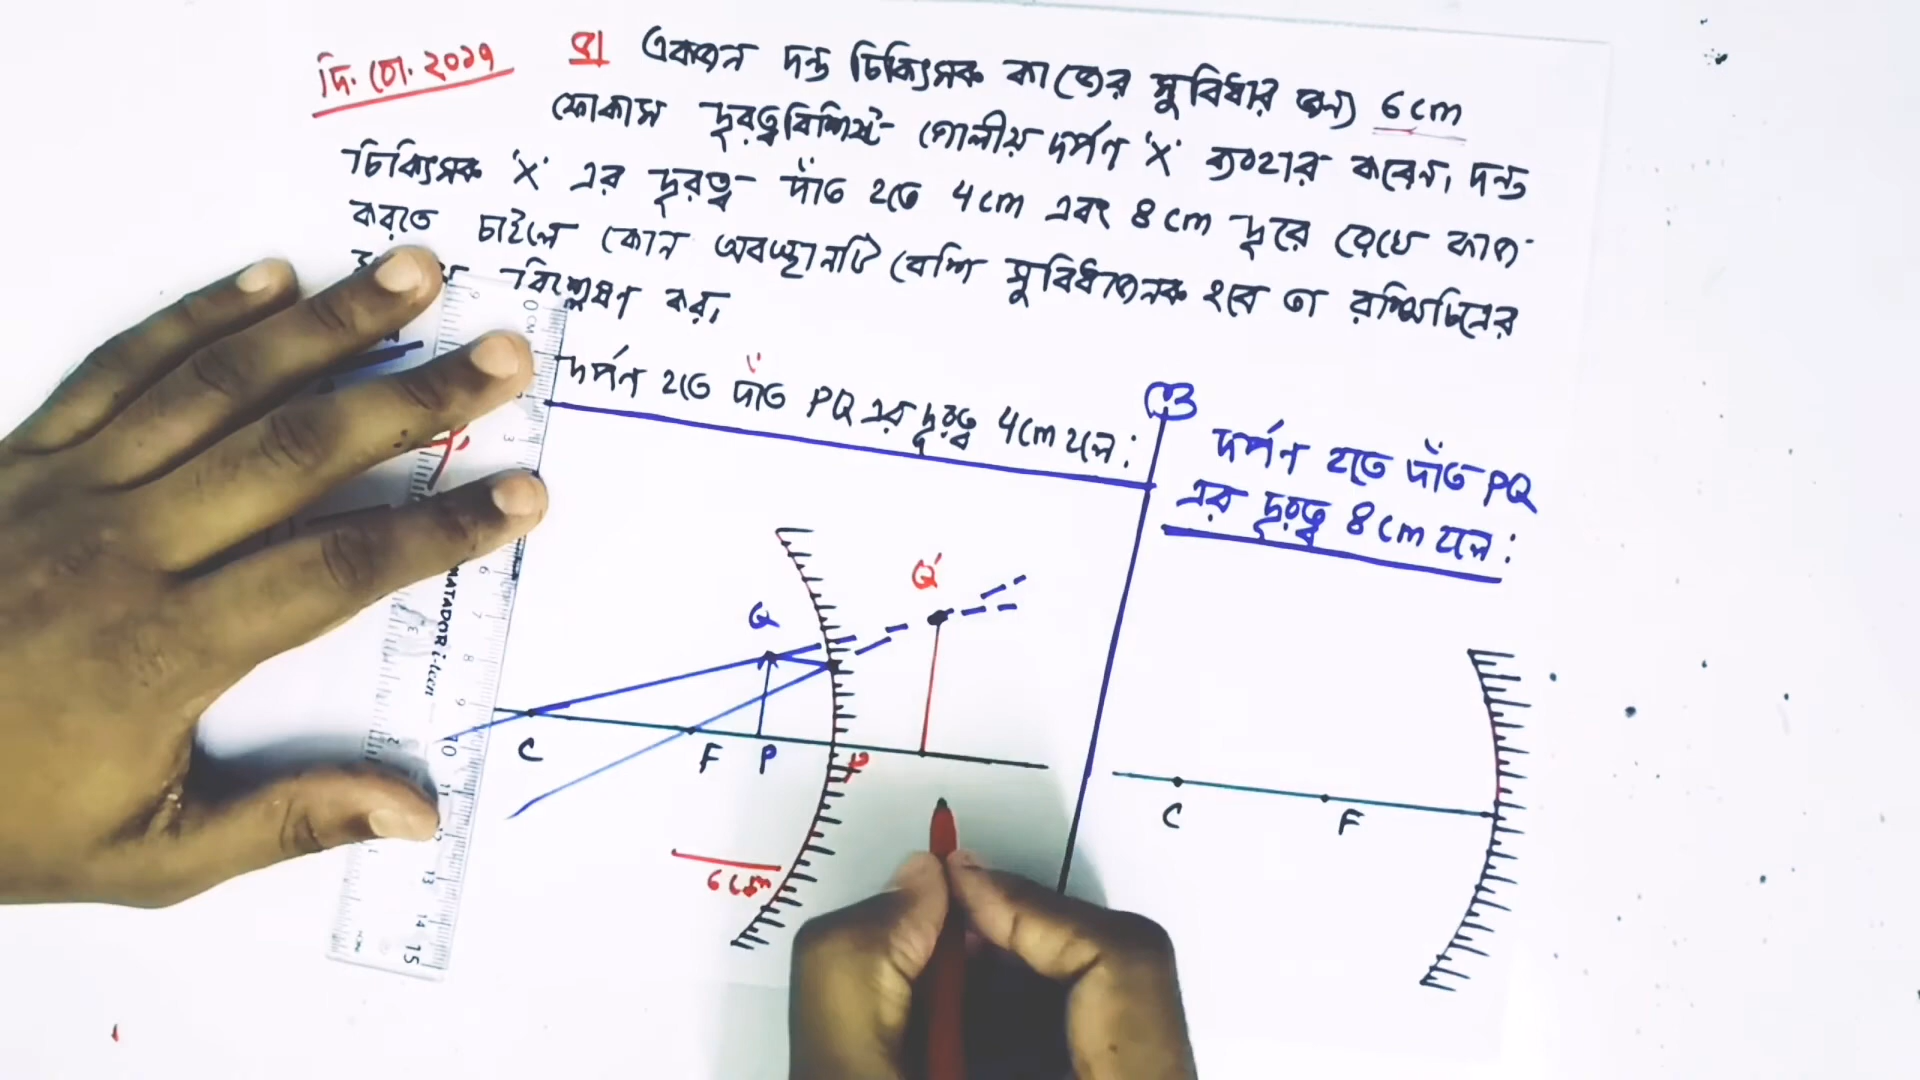 দি. বো. ২০১৭
প্র। একজন দন্ত চিকিৎসক কাজের সুবিধার জন্য 6cm
ফোকাস দূরত্ববিশিষ্ট গোলীয় দর্পণ 'X' ব্যবহার করেন। দন্ত
চিকিৎসক 'X' এর দূরত্ব দাঁত হতে 4cm এবং 8cm দূরে রেখে কাজ
করতে চাইলে কোন অবস্থানটি বেশি সুবিধাজনক হবে তা রশ্মিচিত্রের
বিশ্লেষণ কর।
দর্পণ হতে দাঁত PQ এর দূরত্ব 4cm হলে:
দর্পণ হতে দাঁত PQ
এর দূরত্ব 8cm হলে:
Q
Q'
C
F
P
P
6cm
C
F
MATADOR i-teen